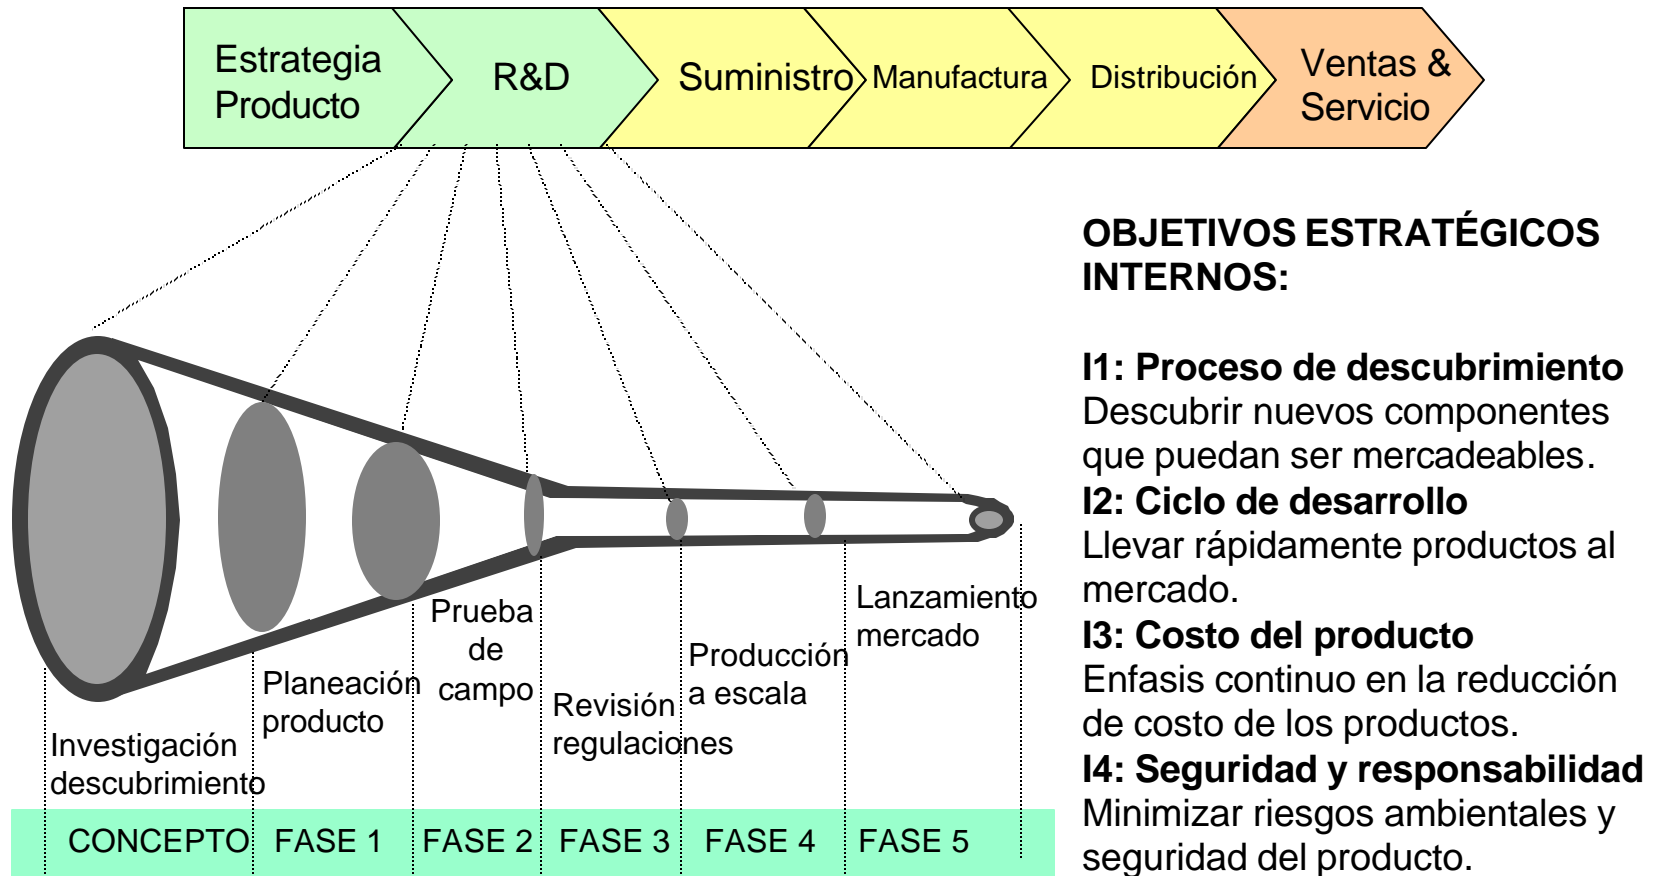 Estrategia
Producto
R&D
Suministro
Manufactura
Distribución
Ventas &
Servicio
OBJETIVOS ESTRATÉGICOS
INTERNOS:
I1: Proceso de descubrimiento
Descubrir nuevos componentes
que puedan ser mercadeables.
I2: Ciclo de desarrollo
Llevar rápidamente productos al
mercado.
I3: Costo del producto
Enfasis continuo en la reducción
de costo de los productos.
I4: Seguridad y responsabilidad
Minimizar riesgos ambientales y
seguridad del producto.
Investigación
descubrimiento
Planeación
producto
Prueba
de
campo
Revisión
regulaciones
Producción
a escala
Lanzamiento
mercado
CONCEPTO
FASE 1
FASE 2
FASE 3
FASE 4
FASE 5